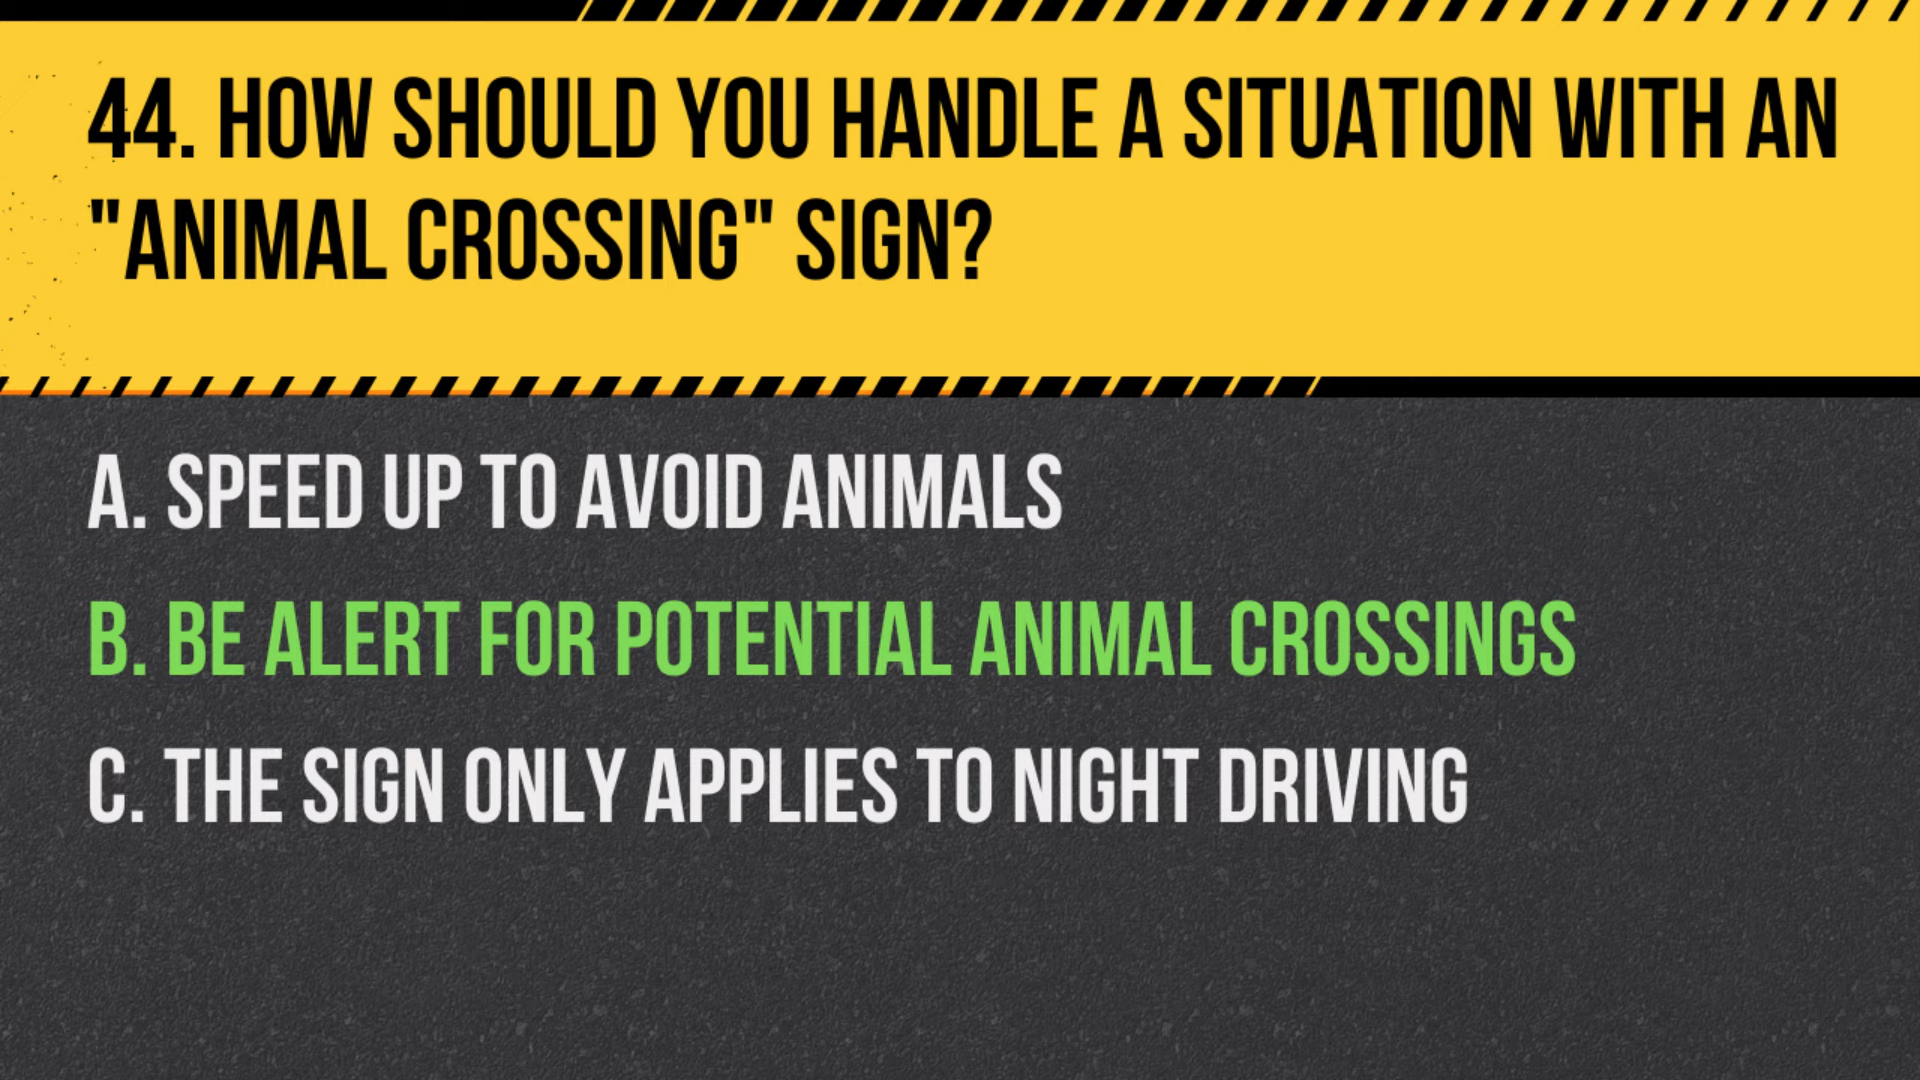 44. HOW SHOULD YOU HANDLE A SITUATION WITH AN
"ANIMAL CROSSING" SIGN?
A. SPEED UP TO AVOID ANIMALS
B. BE ALERT FOR POTENTIAL ANIMAL CROSSINGS
C. THE SIGN ONLY APPLIES TO NIGHT DRIVING